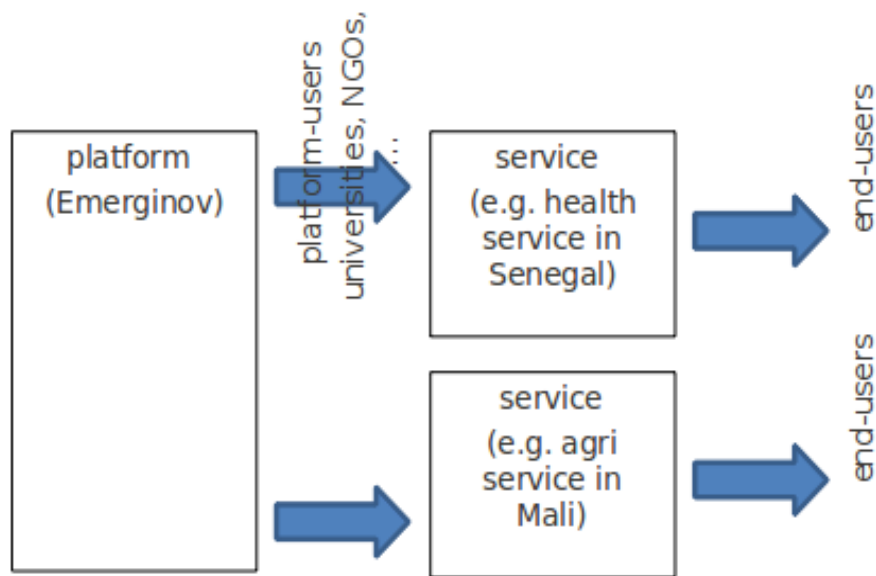 platform
(Emerginov)
platform-users
universities, NGOs,
...
service
(e.g. health
service in
Senegal)
end-users
service
(e.g. agri
service in
Mali)
end-users